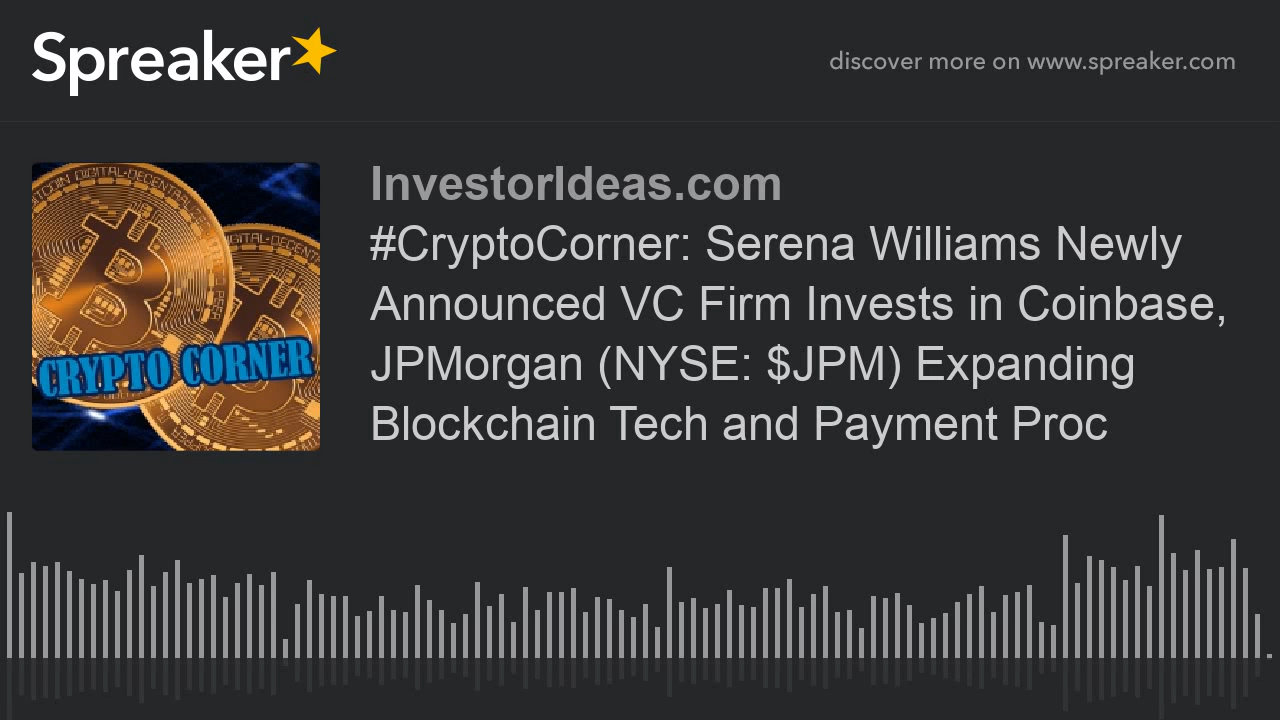 Spreaker
discover more on www.spreaker.com
InvestorIdeas.com
#CryptoCorner: Serena Williams Newly
Announced VC Firm Invests in Coinbase,
JPMorgan (NYSE: $JPM) Expanding
Blockchain Tech and Payment Proc
DIGITAL
CRYPTO CORNER